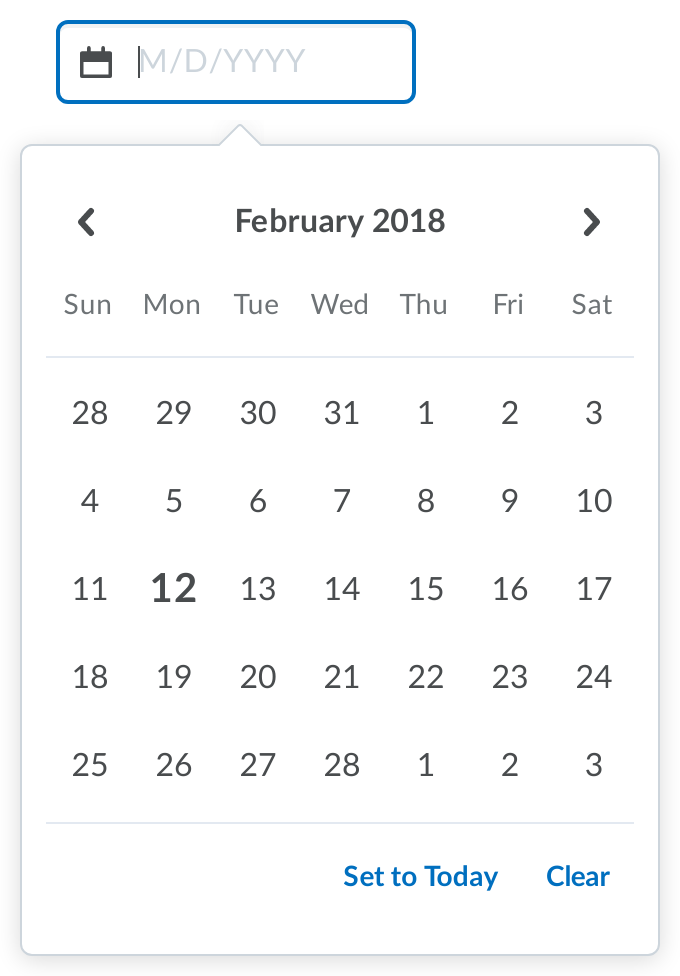 M/D/YYYY
February 2018
Sun Mon Tue Wed Thu Fri Sat
28 29 30 31 1 2 3
4 5 6 7 8 9 10
11 12 13 14 15 16 17
18 19 20 21 22 23 24
25 26 27 28 1 2 3
Set to Today Clear